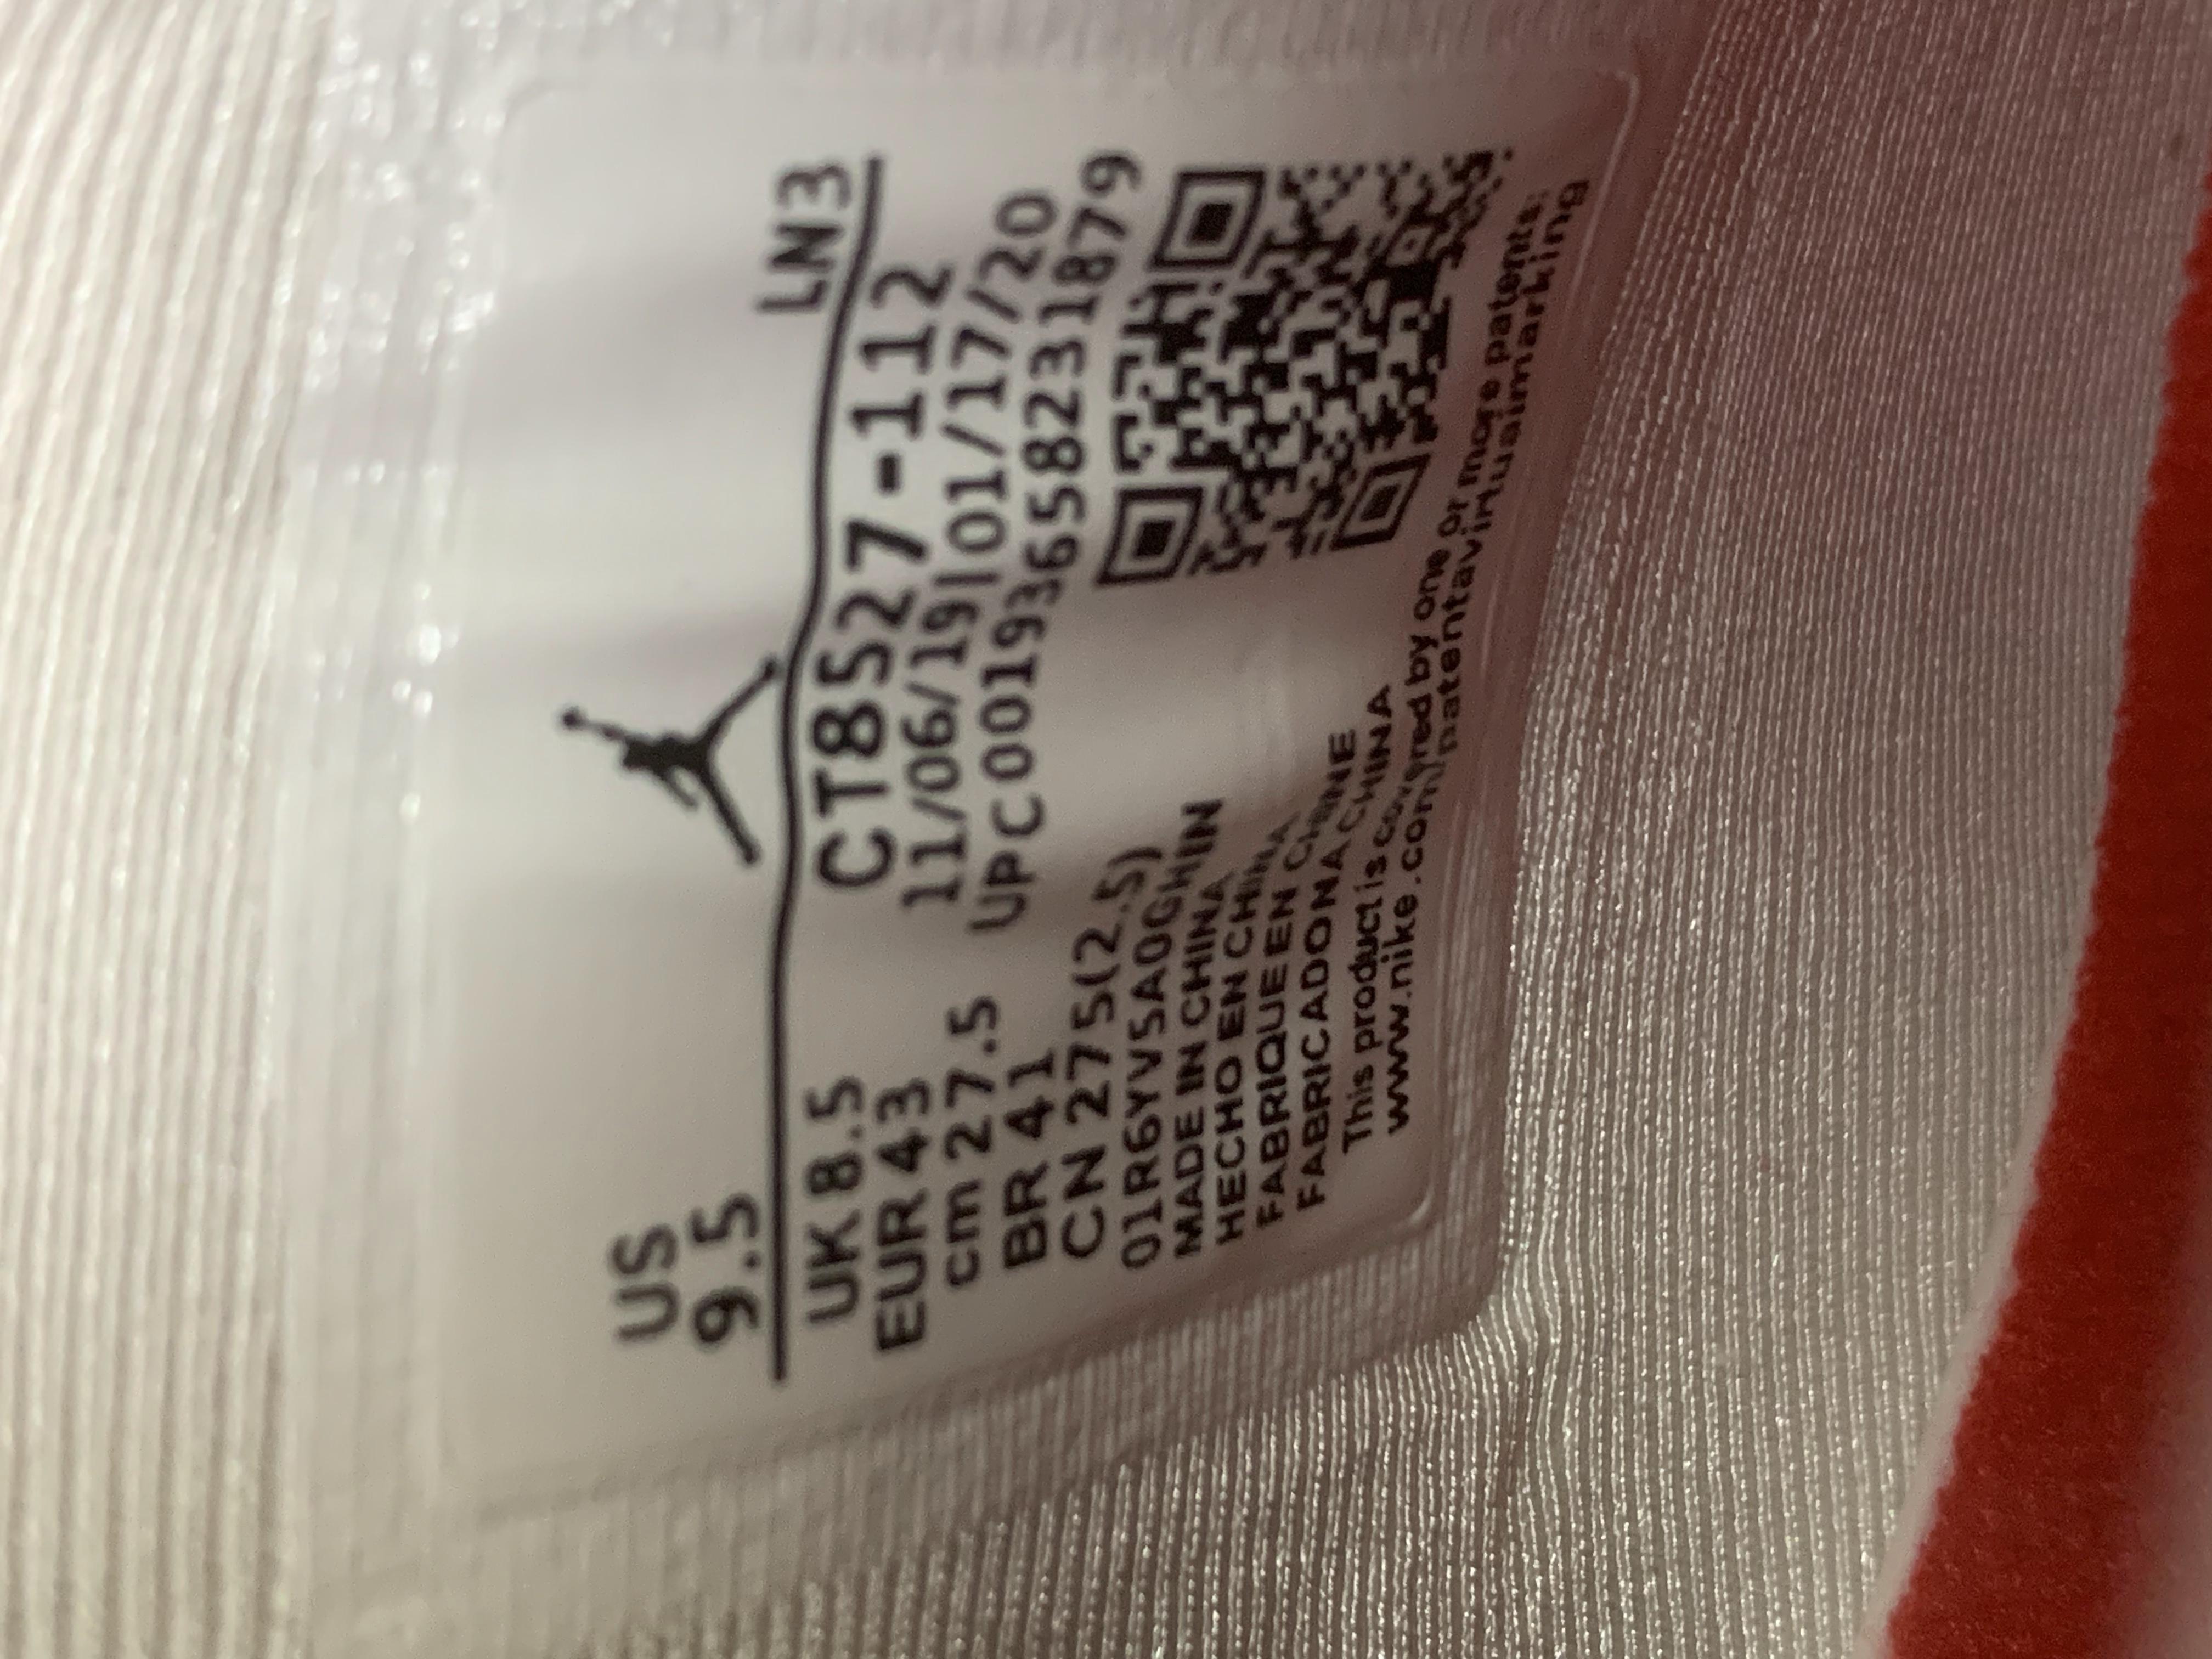 US
9.5
LN3
UK 8.5
EUR 43
cm 27.5
BR 41
CN 275(2.5)
CT8527-112
11/06/19|01/17/20
UPC 00193658231879
01R6YV5A0GHIN
MADE IN CHINA
HECHO EN CHINA
FABRIQUE EN CHINE
FABRICADO NA CHINA
This product is covered by one or more patents:
www.nike.com/patentavirtualmarking